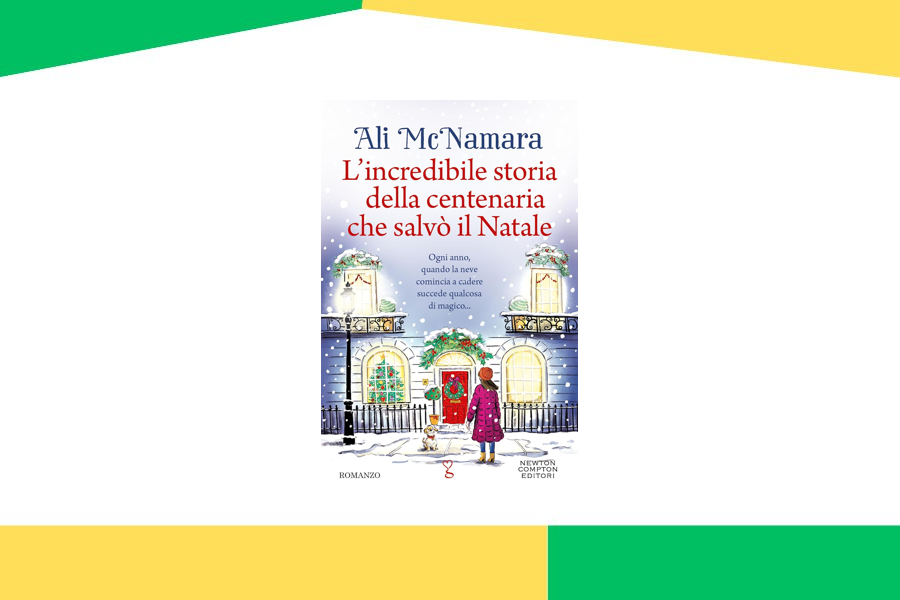 Ali McNamara
L'incredibile storia
della centenaria
che salvò il Natale
Ogni anno,
quando la neve
comincia a cadere
succede qualcosa
di magico...
ROMANZO
NEWTON
COMPTON
EDITORI